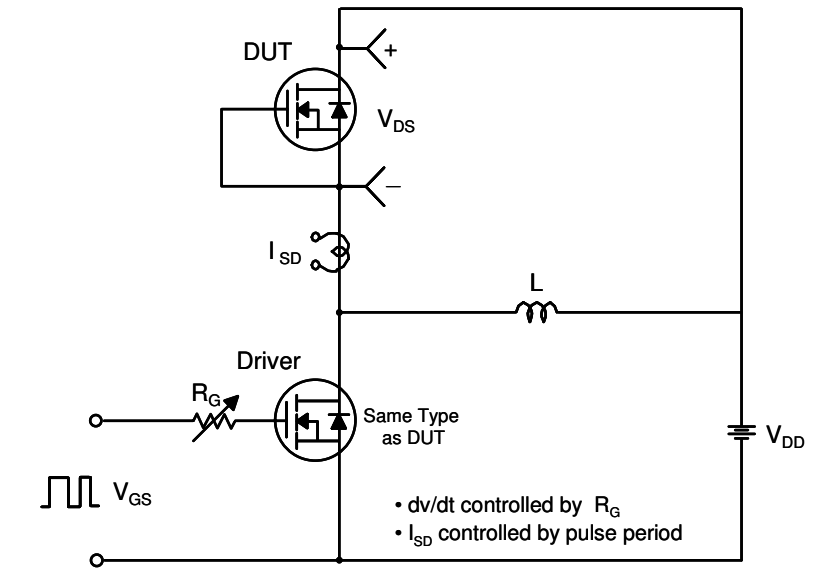 DUT
+
V_DS
−
I_SD
L
Driver
R_G
Same Type
as DUT
V_DD
V_GS
• dv/dt controlled by R_G
• I_SD controlled by pulse period